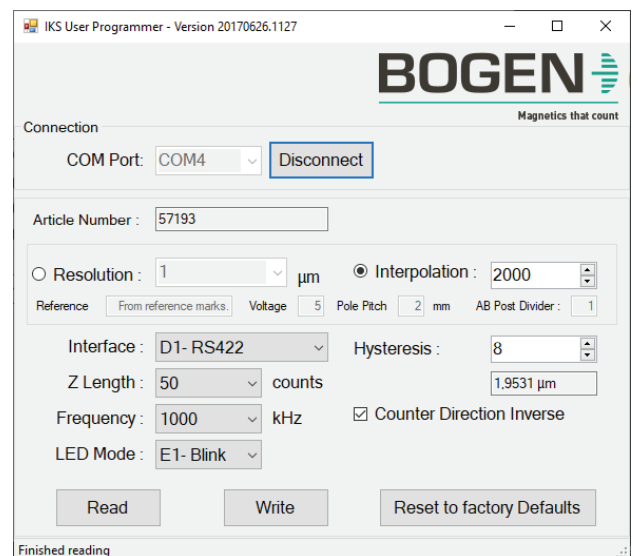 IKS User Programmer - Version 20170626.1127
BOGEN
Magnetics that count
Connection
COM Port: COM4 Disconnect
Article Number : 57193
Resolution : 1 µm Interpolation : 2000
Reference From reference marks. Voltage 5 Pole Pitch 2 mm AB Post Divider : 1
Interface : D1- RS422 Hysteresis : 8
Z Length : 50 counts 1,9531 µm
Frequency : 1000 kHz Counter Direction Inverse
LED Mode : E1- Blink
Read Write Reset to factory Defaults
Finished reading